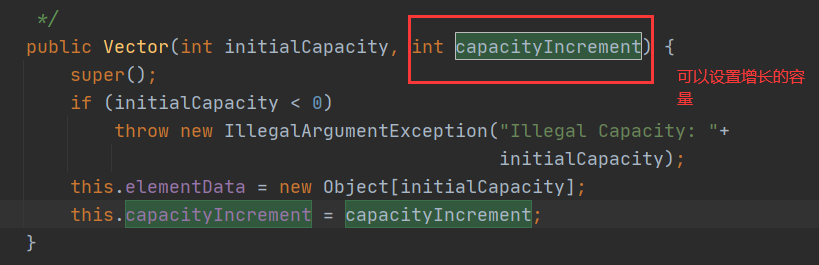 */
public Vector(int initialCapacity, int capacityIncrement) {
super();
if (initialCapacity < 0)
throw new IllegalArgumentException("Illegal Capacity: "+
initialCapacity);
this.elementData = new Object[initialCapacity];
this.capacityIncrement = capacityIncrement;
}
可以设置增长的容
量